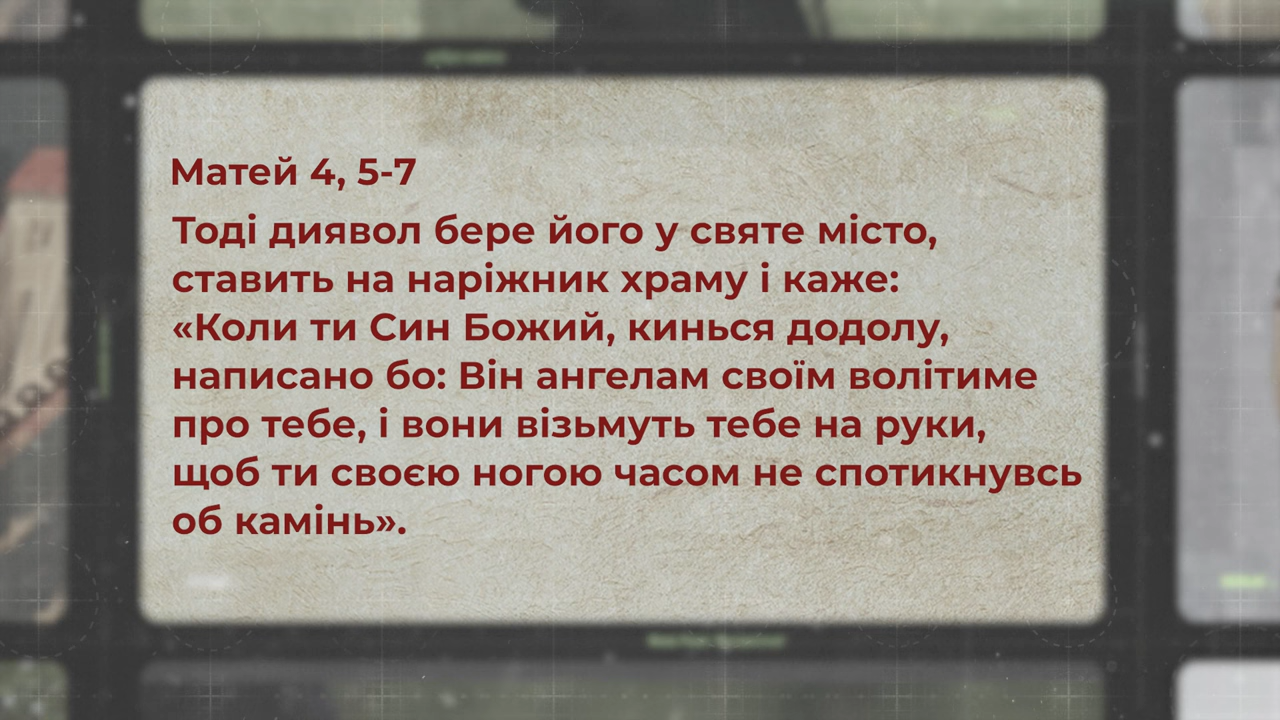 Матей 4, 5-7
Тоді диявол бере його у святе місто,
ставить на наріжник храму і каже:
«Коли ти Син Божий, кинься додолу,
написано бо: Він ангелам своїм волітиме
про тебе, і вони візьмуть тебе на руки,
щоб ти своєю ногою часом не спотикнувсь
об камінь».